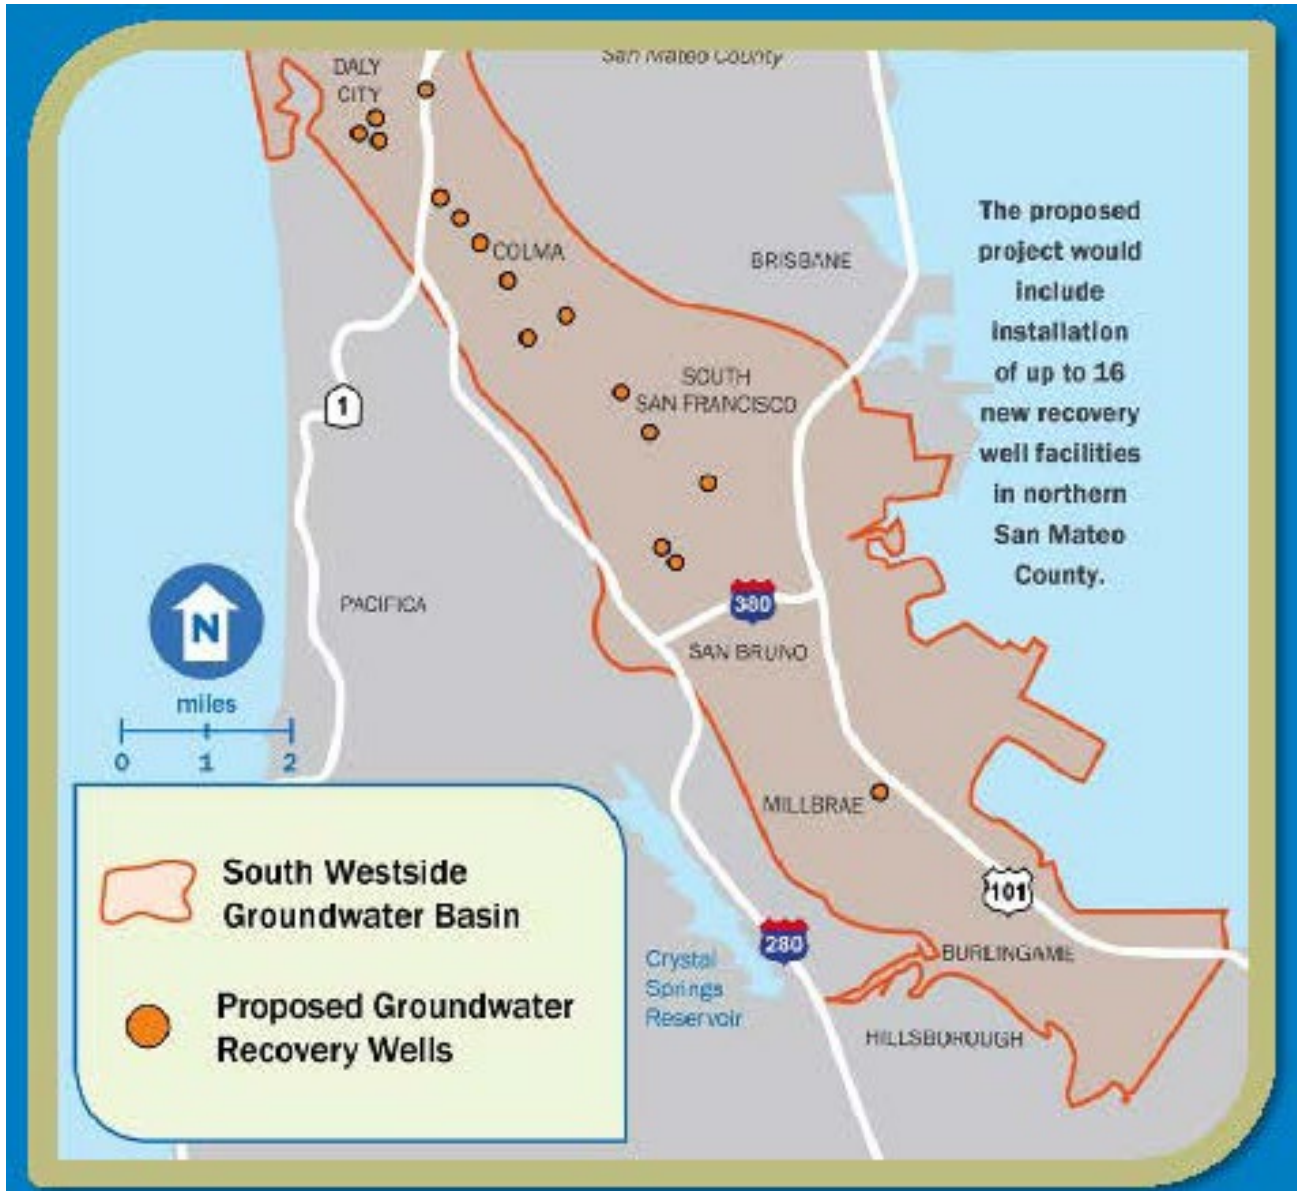 San Mateo County
DALY
CITY
The proposed
project would
include
installation
of up to 16
new recovery
well facilities
in northern
San Mateo
County.
COLMA
BRISBANE
SOUTH
SAN FRANCISCO
1
380
PACIFICA
N
SAN BRUNO
miles
0 1 2
MILLBRAE
101
280
BURLINGAME
Crystal
Springs
Reservoir
HILLSBOROUGH
South Westside
Groundwater Basin
Proposed Groundwater
Recovery Wells